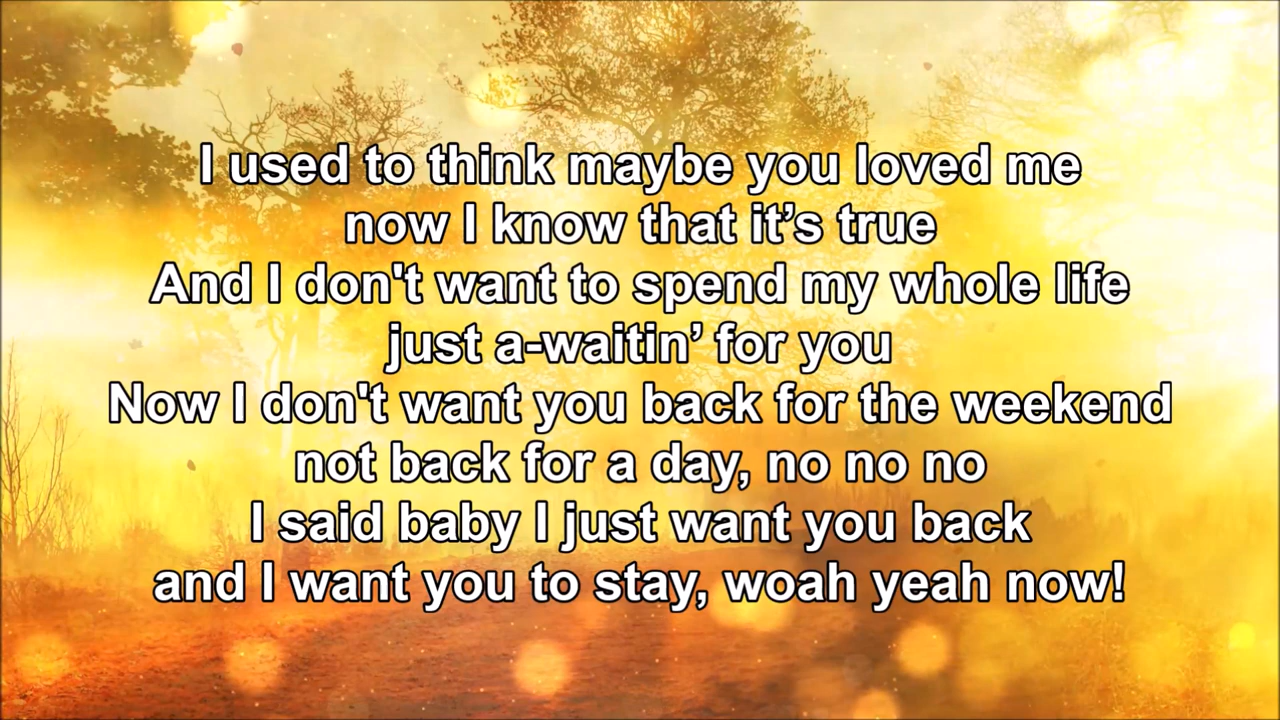 I used to think maybe you loved me
now I know that it’s true
And I don't want to spend my whole life
just a-waitin’ for you
Now I don't want you back for the weekend
not back for a day, no no no
I said baby I just want you back
and I want you to stay, woah yeah now!